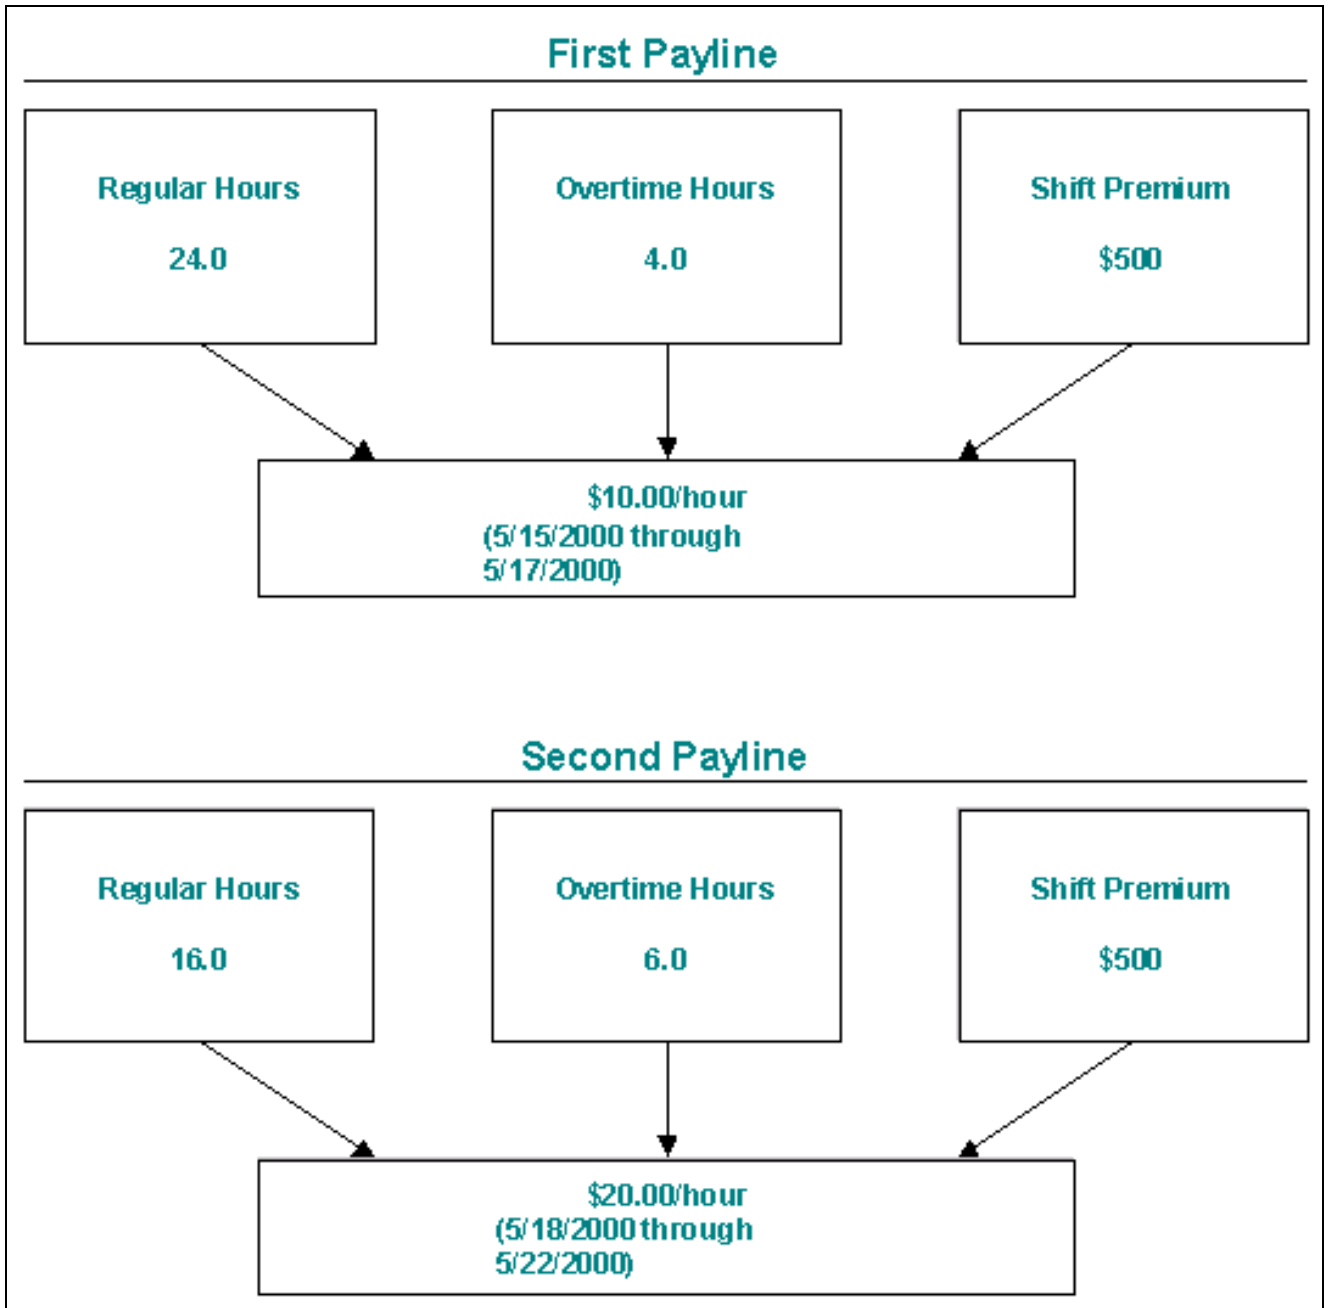 First Payline
Regular Hours
Overtime Hours
Shift Premium
24.0
4.0
$500
$10.00/hour
(5/15/2000 through
5/17/2000)
Second Payline
Regular Hours
Overtime Hours
Shift Premium
16.0
6.0
$500
$20.00/hour
(5/18/2000 through
5/22/2000)